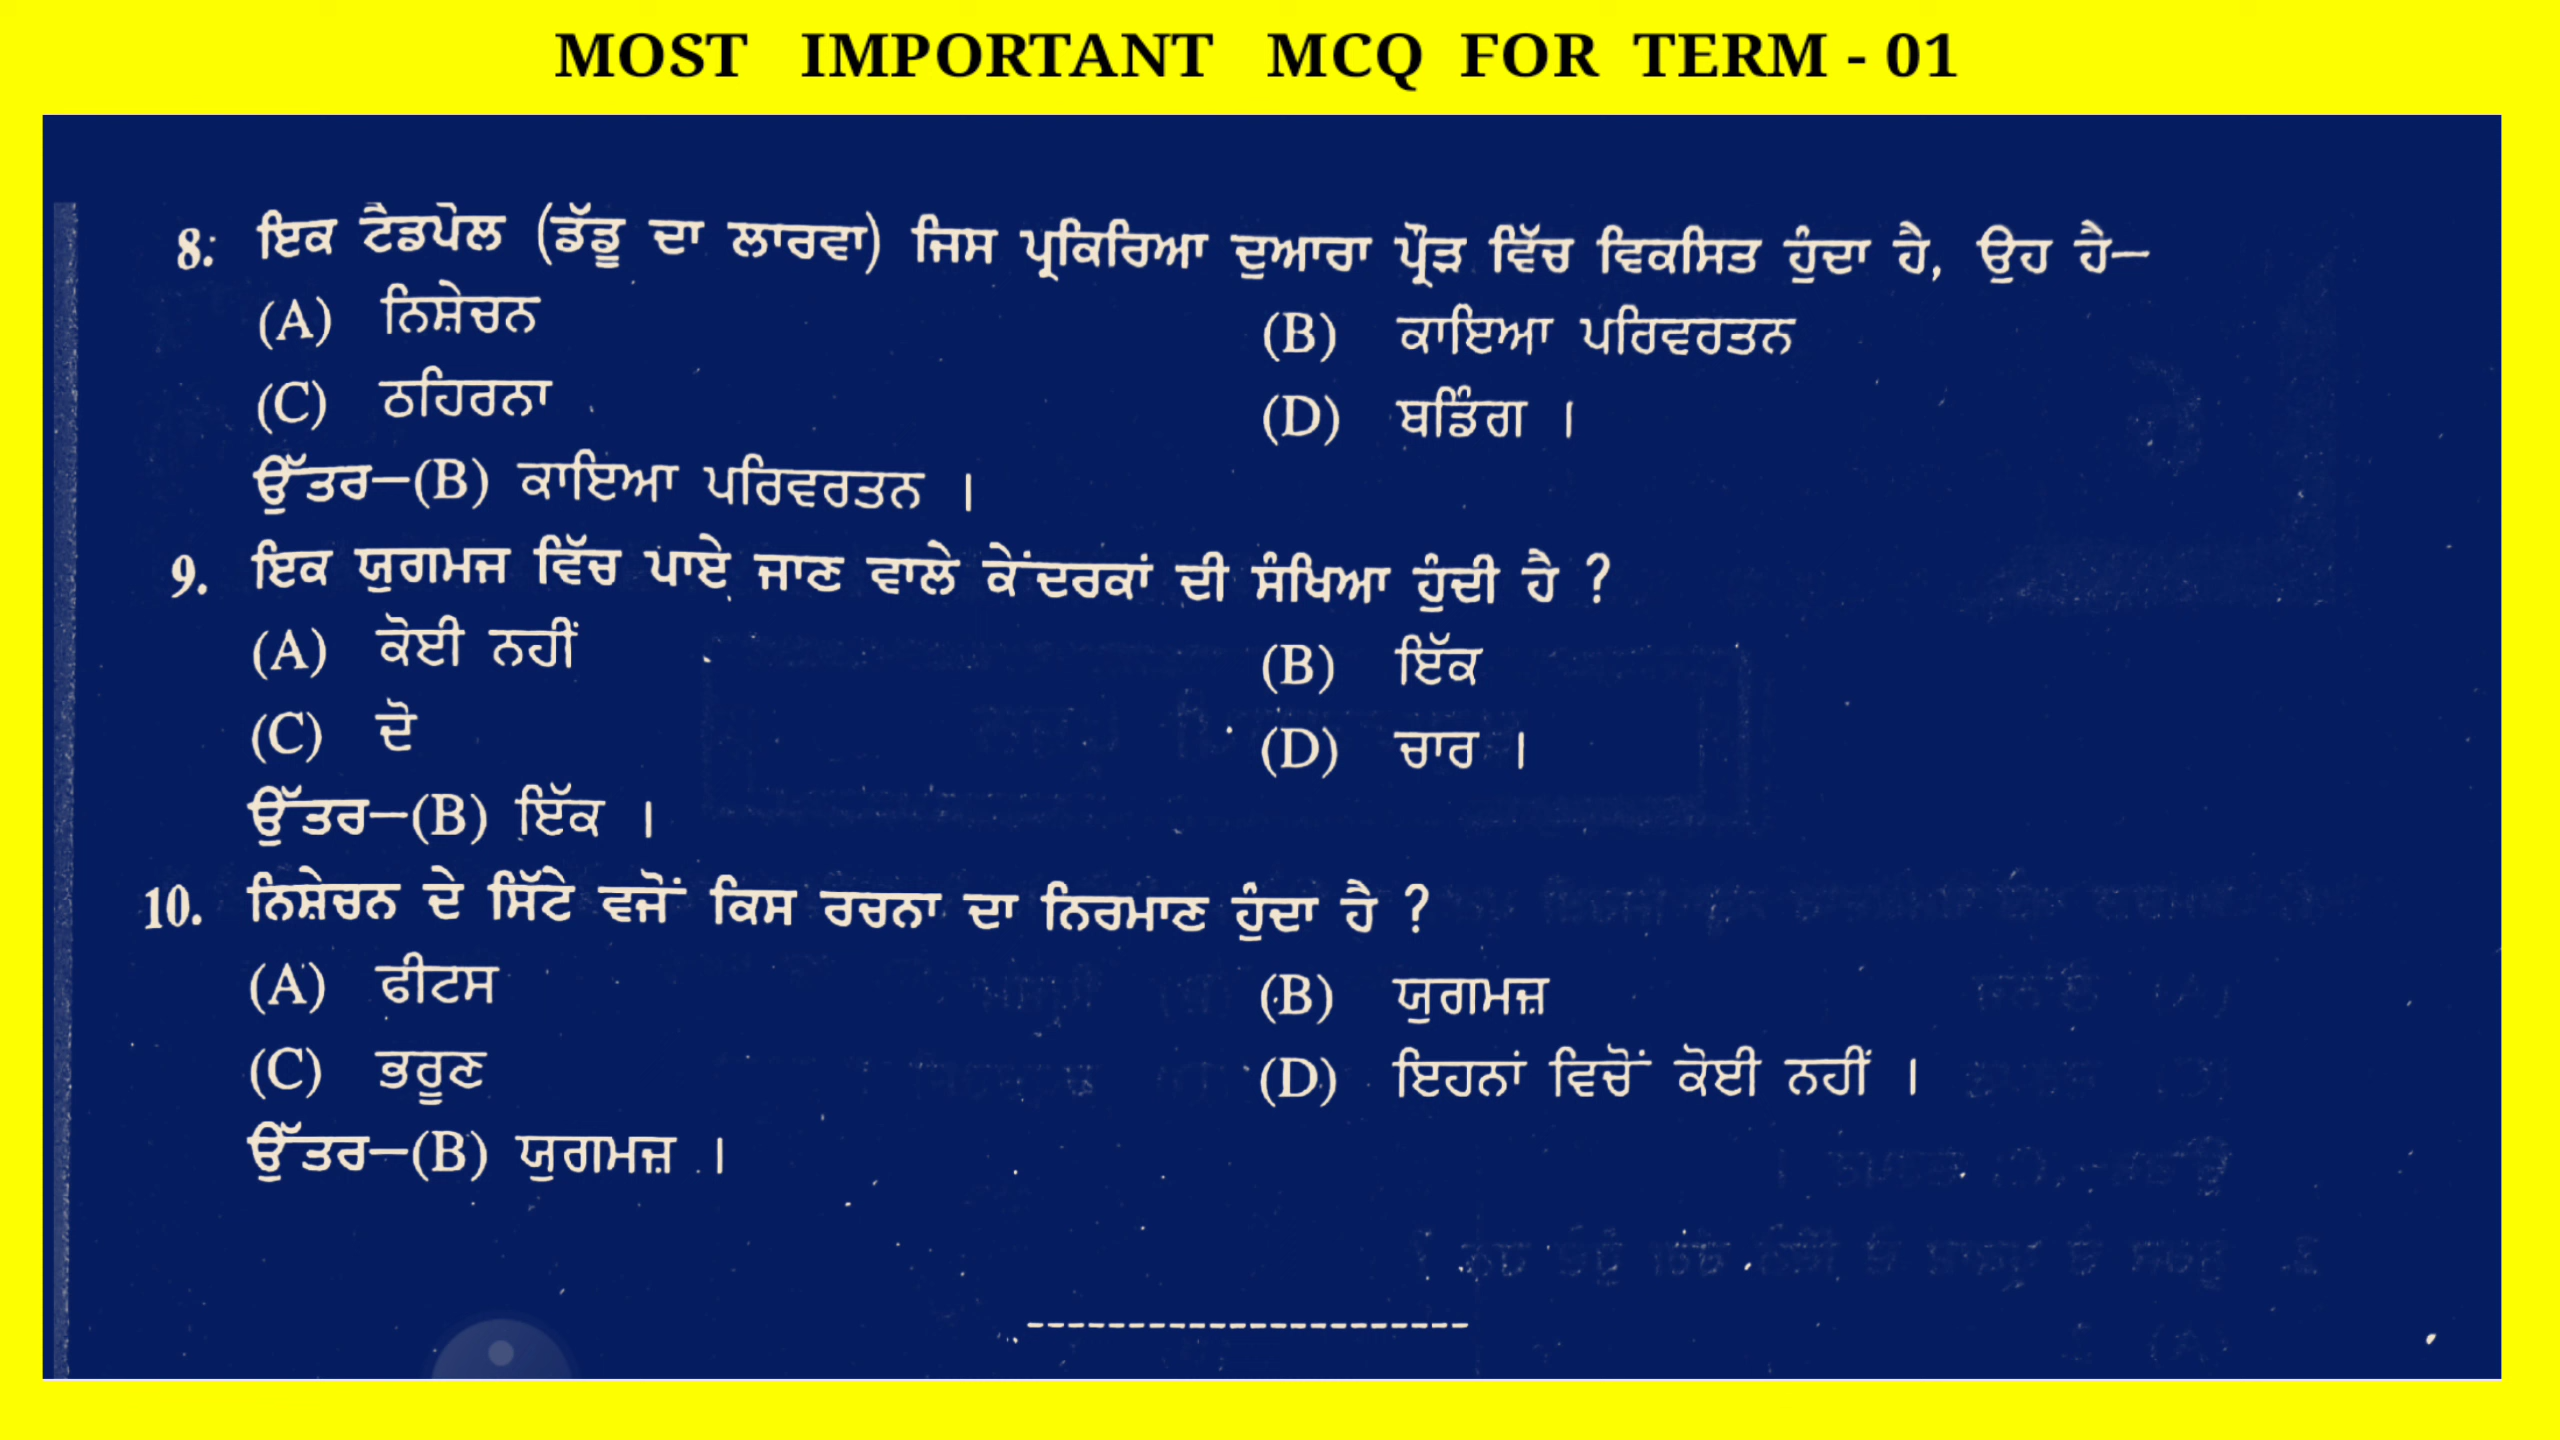 MOST IMPORTANT MCQ FOR TERM - 01
8. ਇਕ ਟੈਡਪੋਲ (ਡੱਡੂ ਦਾ ਲਾਰਵਾ) ਜਿਸ ਪ੍ਰਕਿਰਿਆ ਦੁਆਰਾ ਪ੍ਰੌੜ ਵਿੱਚ ਵਿਕਸਿਤ ਹੁੰਦਾ ਹੈ, ਉਹ ਹੈ—
(A) ਨਿਸ਼ੇਚਨ (B) ਕਾਇਆ ਪਰਿਵਰਤਨ
(C) ਠਹਿਰਨਾ (D) ਬਡਿੰਗ ।
ਉੱਤਰ—(B) ਕਾਇਆ ਪਰਿਵਰਤਨ ।
9. ਇਕ ਯੁਗਮਜ ਵਿੱਚ ਪਾਏ ਜਾਣ ਵਾਲੇ ਕੇਂਦਰਕਾਂ ਦੀ ਸੰਖਿਆ ਹੁੰਦੀ ਹੈ ?
(A) ਕੋਈ ਨਹੀਂ (B) ਇੱਕ
(C) ਦੋ (D) ਚਾਰ ।
ਉੱਤਰ—(B) ਇੱਕ ।
10. ਨਿਸ਼ੇਚਨ ਦੇ ਸਿੱਟੇ ਵਜੋਂ ਕਿਸ ਰਚਨਾ ਦਾ ਨਿਰਮਾਣ ਹੁੰਦਾ ਹੈ ?
(A) ਫੀਟਸ (B) ਯੁਗਮਜ਼
(C) ਭਰੂਣ (D) ਇਹਨਾਂ ਵਿਚੋਂ ਕੋਈ ਨਹੀਂ ।
ਉੱਤਰ—(B) ਯੁਗਮਜ਼ ।
----------------------